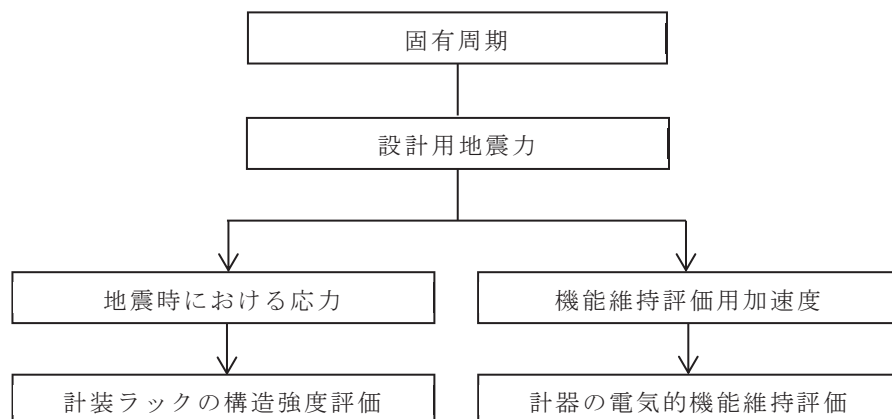 固有周期
設計用地震力
地震時における応力
機能維持評価用加速度
計装ラックの構造強度評価
計器の電気的機能維持評価